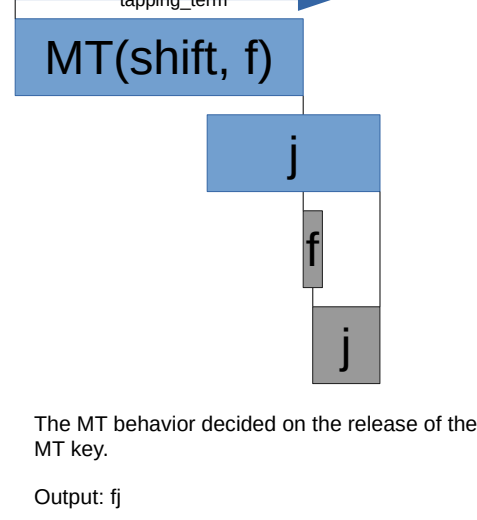 tapping_term
MT(shift, f)
j
f
j
The MT behavior decided on the release of the
MT key.
Output: fj